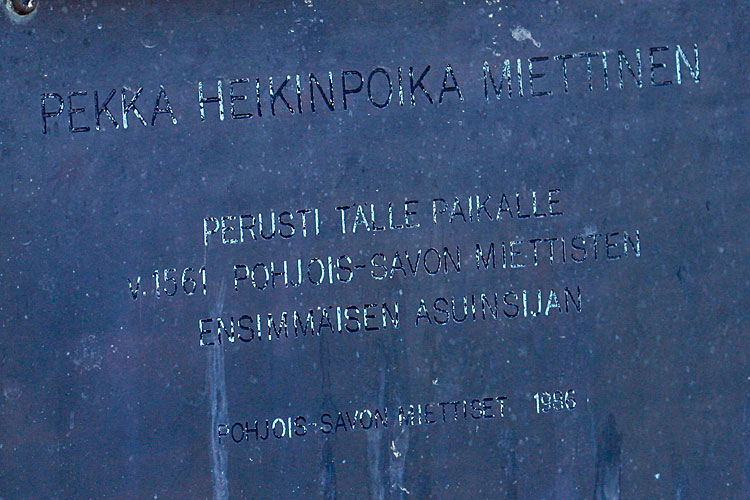 PEKKA HEIKINPOIKA MIETTINEN
PERUSTI TÄLLE PAIKALLE
V.1561 POHJOIS-SAVON MIETTISTEN
ENSIMMÄISEN ASUINSIJAN
POHJOIS-SAVON MIETTISET 1986